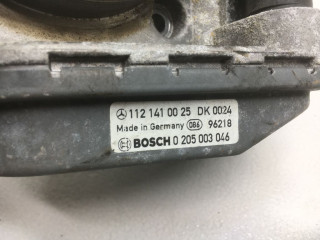 112 141 00 25 DK 0024
Made in Germany 086 96218
BOSCH 0 205 003 046